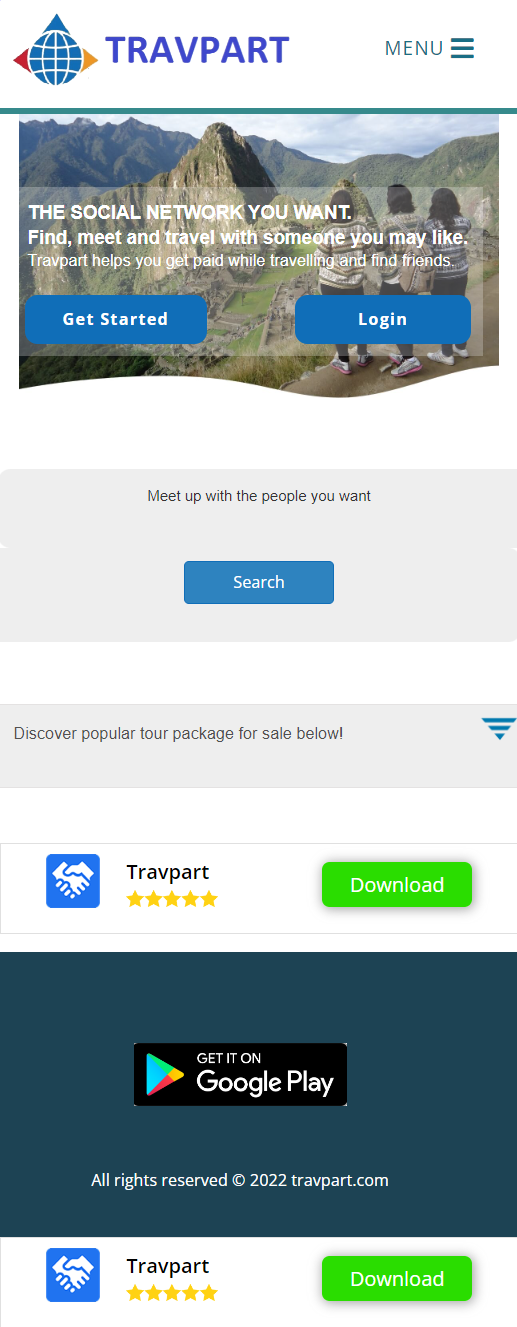 TRAVPART
MENU
THE SOCIAL NETWORK YOU WANT.
Find, meet and travel with someone you may like.
Travpart helps you get paid while travelling and find friends.
Get Started
Login
Meet up with the people you want
Search
Discover popular tour package for sale below!
Travpart
Download
GET IT ON
Google Play
All rights reserved © 2022 travpart.com
Travpart
Download